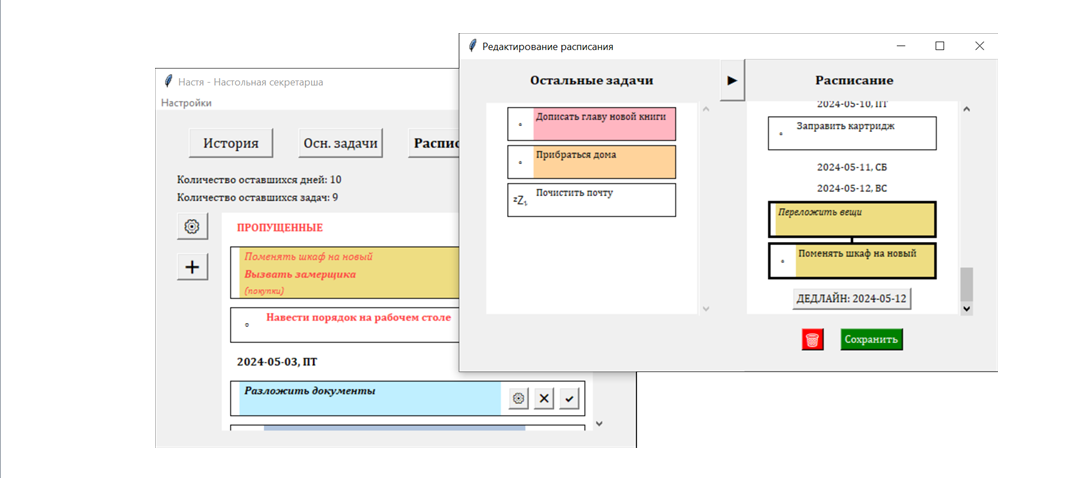 Настя - Настольная секретарша
Настройки
История
Осн. задачи
Распис
Количество оставшихся дней: 10
Количество оставшихся задач: 9
ПРОПУЩЕННЫЕ
Поменять шкаф на новый
Вызвать замерщика
(покупки)
Навести порядок на рабочем столе
2024-05-03, ПТ
Разложить документы
Редактирование расписания
Остальные задачи
Дописать главу новой книги
Прибраться дома
Почистить почту
Расписание
2024-05-10, ПТ
Заправить картридж
2024-05-11, СБ
2024-05-12, ВС
Переложить вещи
Поменять шкаф на новый
ДЕДЛАЙН: 2024-05-12
Сохранить